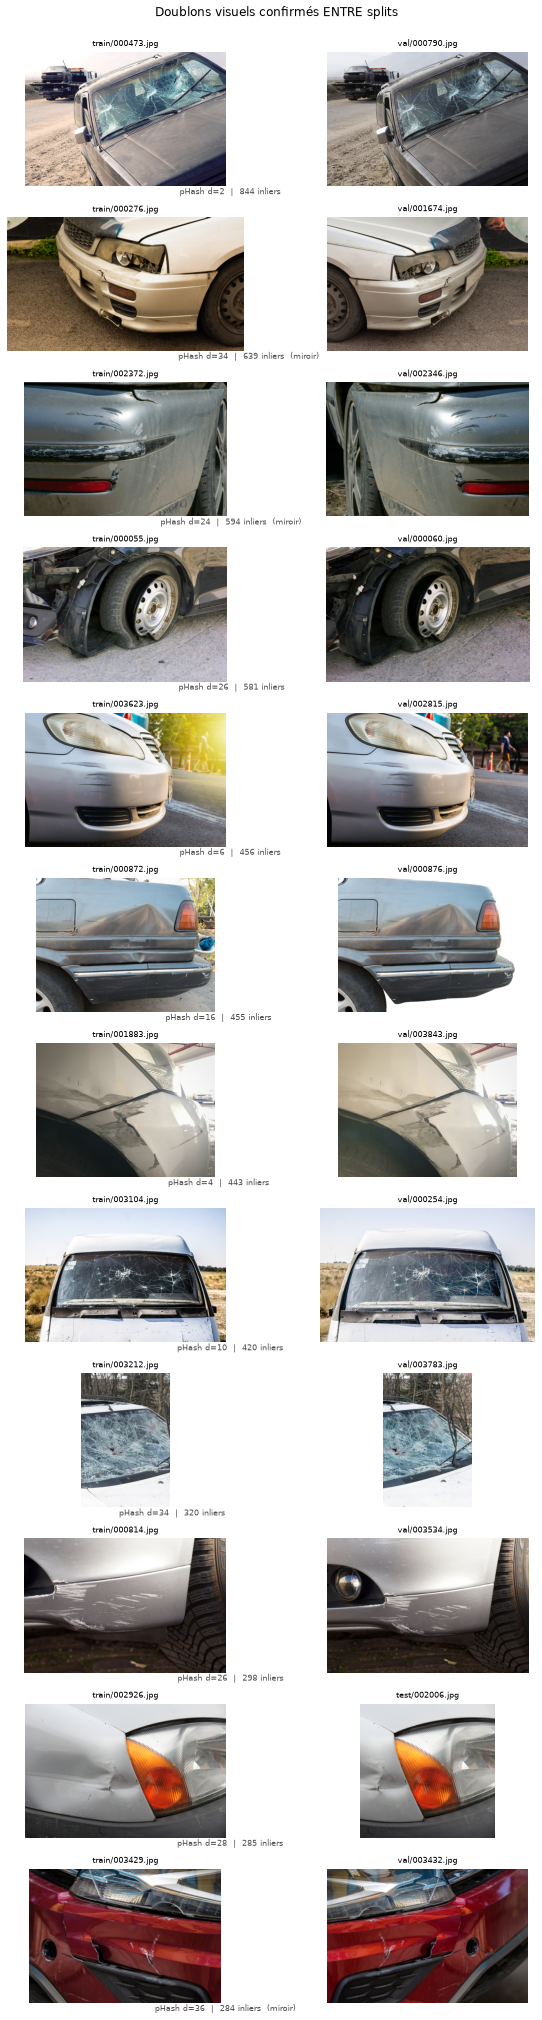 Doublons visuels confirmés ENTRE splits
train/000473.jpg val/000790.jpg
pHash d=2 | 844 inliers
train/000276.jpg val/001674.jpg
pHash d=34 | 639 inliers (miroir)
train/002372.jpg val/002346.jpg
pHash d=24 | 594 inliers (miroir)
train/000055.jpg val/000060.jpg
pHash d=26 | 581 inliers
train/003623.jpg val/002815.jpg
pHash d=6 | 456 inliers
train/000872.jpg val/000876.jpg
pHash d=16 | 455 inliers
train/001883.jpg val/003843.jpg
pHash d=4 | 443 inliers
train/003104.jpg val/000254.jpg
pHash d=10 | 420 inliers
train/003212.jpg val/003783.jpg
pHash d=34 | 320 inliers
train/000814.jpg val/003534.jpg
pHash d=26 | 298 inliers
train/002926.jpg test/002006.jpg
pHash d=28 | 285 inliers
train/003429.jpg val/003432.jpg
pHash d=36 | 284 inliers (miroir)